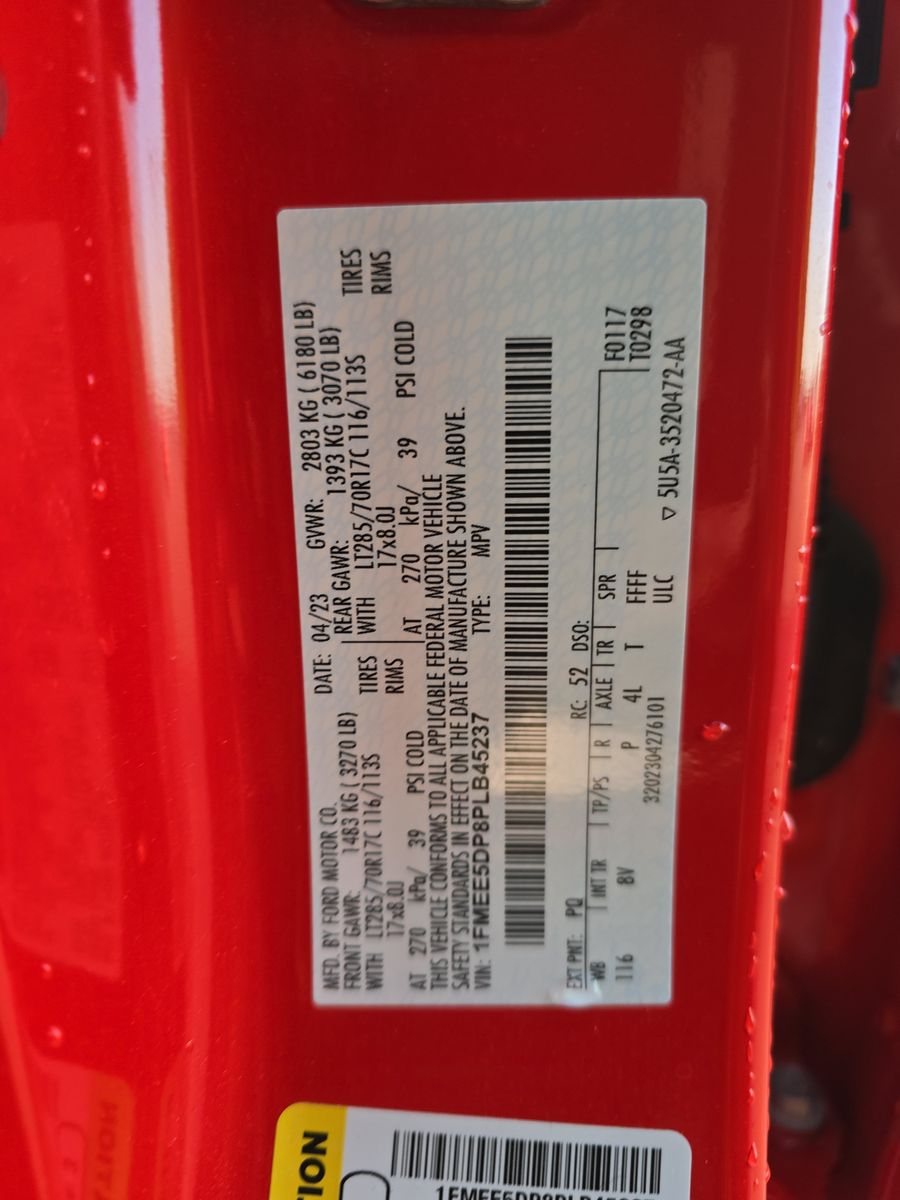 MFD. BY FORD MOTOR CO. DATE: 04/23 GVWR: 2803 KG ( 6180 LB)
FRONT GAWR: 1483 KG ( 3270 LB) REAR GAWR: 1393 KG ( 3070 LB)
WITH LT285/70R17C 116/113S TIRES WITH LT285/70R17C 116/113S TIRES
17x8.0J RIMS 17x8.0J RIMS
AT 270 kPa/ 39 PSI COLD AT 270 kPa/ 39 PSI COLD
THIS VEHICLE CONFORMS TO ALL APPLICABLE FEDERAL MOTOR VEHICLE
SAFETY STANDARDS IN EFFECT ON THE DATE OF MANUFACTURE SHOWN ABOVE.
VIN: 1FMEE5DP8PLB45237 TYPE: MPV
EXT PNT: PQ RC: 52 DSO:
WB INT TR TP/PS R AXLE TR SPR F0117
116 8V P 4L T FFFF T0298
ULC
3202304276101 ▽ 5U5A-3520472-AA
TION